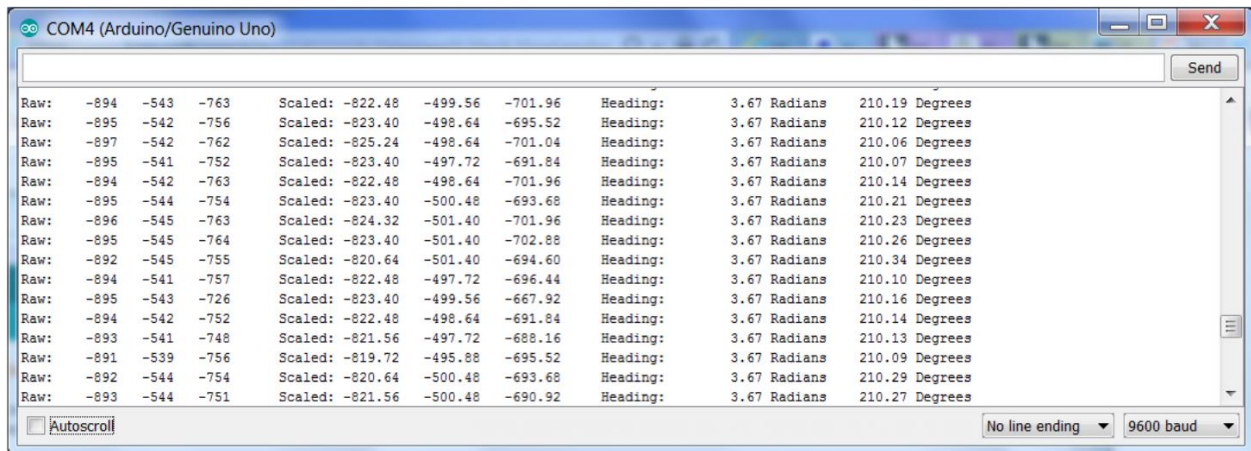 COM4 (Arduino/Genuino Uno)
Send
Raw: -894 -543 -763 Scaled: -822.48 -499.56 -701.96 Heading: 3.67 Radians 210.19 Degrees
Raw: -895 -542 -756 Scaled: -823.40 -498.64 -695.52 Heading: 3.67 Radians 210.12 Degrees
Raw: -897 -542 -762 Scaled: -825.24 -498.64 -701.04 Heading: 3.67 Radians 210.06 Degrees
Raw: -895 -541 -752 Scaled: -823.40 -497.72 -691.84 Heading: 3.67 Radians 210.07 Degrees
Raw: -894 -542 -763 Scaled: -822.48 -498.64 -701.96 Heading: 3.67 Radians 210.14 Degrees
Raw: -895 -544 -754 Scaled: -823.40 -500.48 -693.68 Heading: 3.67 Radians 210.21 Degrees
Raw: -896 -545 -763 Scaled: -824.32 -501.40 -701.96 Heading: 3.67 Radians 210.23 Degrees
Raw: -895 -545 -764 Scaled: -823.40 -501.40 -702.88 Heading: 3.67 Radians 210.26 Degrees
Raw: -892 -545 -755 Scaled: -820.64 -501.40 -694.60 Heading: 3.67 Radians 210.34 Degrees
Raw: -894 -541 -757 Scaled: -822.48 -497.72 -696.44 Heading: 3.67 Radians 210.10 Degrees
Raw: -895 -543 -726 Scaled: -823.40 -499.56 -667.92 Heading: 3.67 Radians 210.16 Degrees
Raw: -894 -542 -752 Scaled: -822.48 -498.64 -691.84 Heading: 3.67 Radians 210.14 Degrees
Raw: -893 -541 -748 Scaled: -821.56 -497.72 -688.16 Heading: 3.67 Radians 210.13 Degrees
Raw: -891 -539 -756 Scaled: -819.72 -495.88 -695.52 Heading: 3.67 Radians 210.09 Degrees
Raw: -892 -544 -754 Scaled: -820.64 -500.48 -693.68 Heading: 3.67 Radians 210.29 Degrees
Raw: -893 -544 -751 Scaled: -821.56 -500.48 -690.92 Heading: 3.67 Radians 210.27 Degrees
Autoscroll No line ending 9600 baud